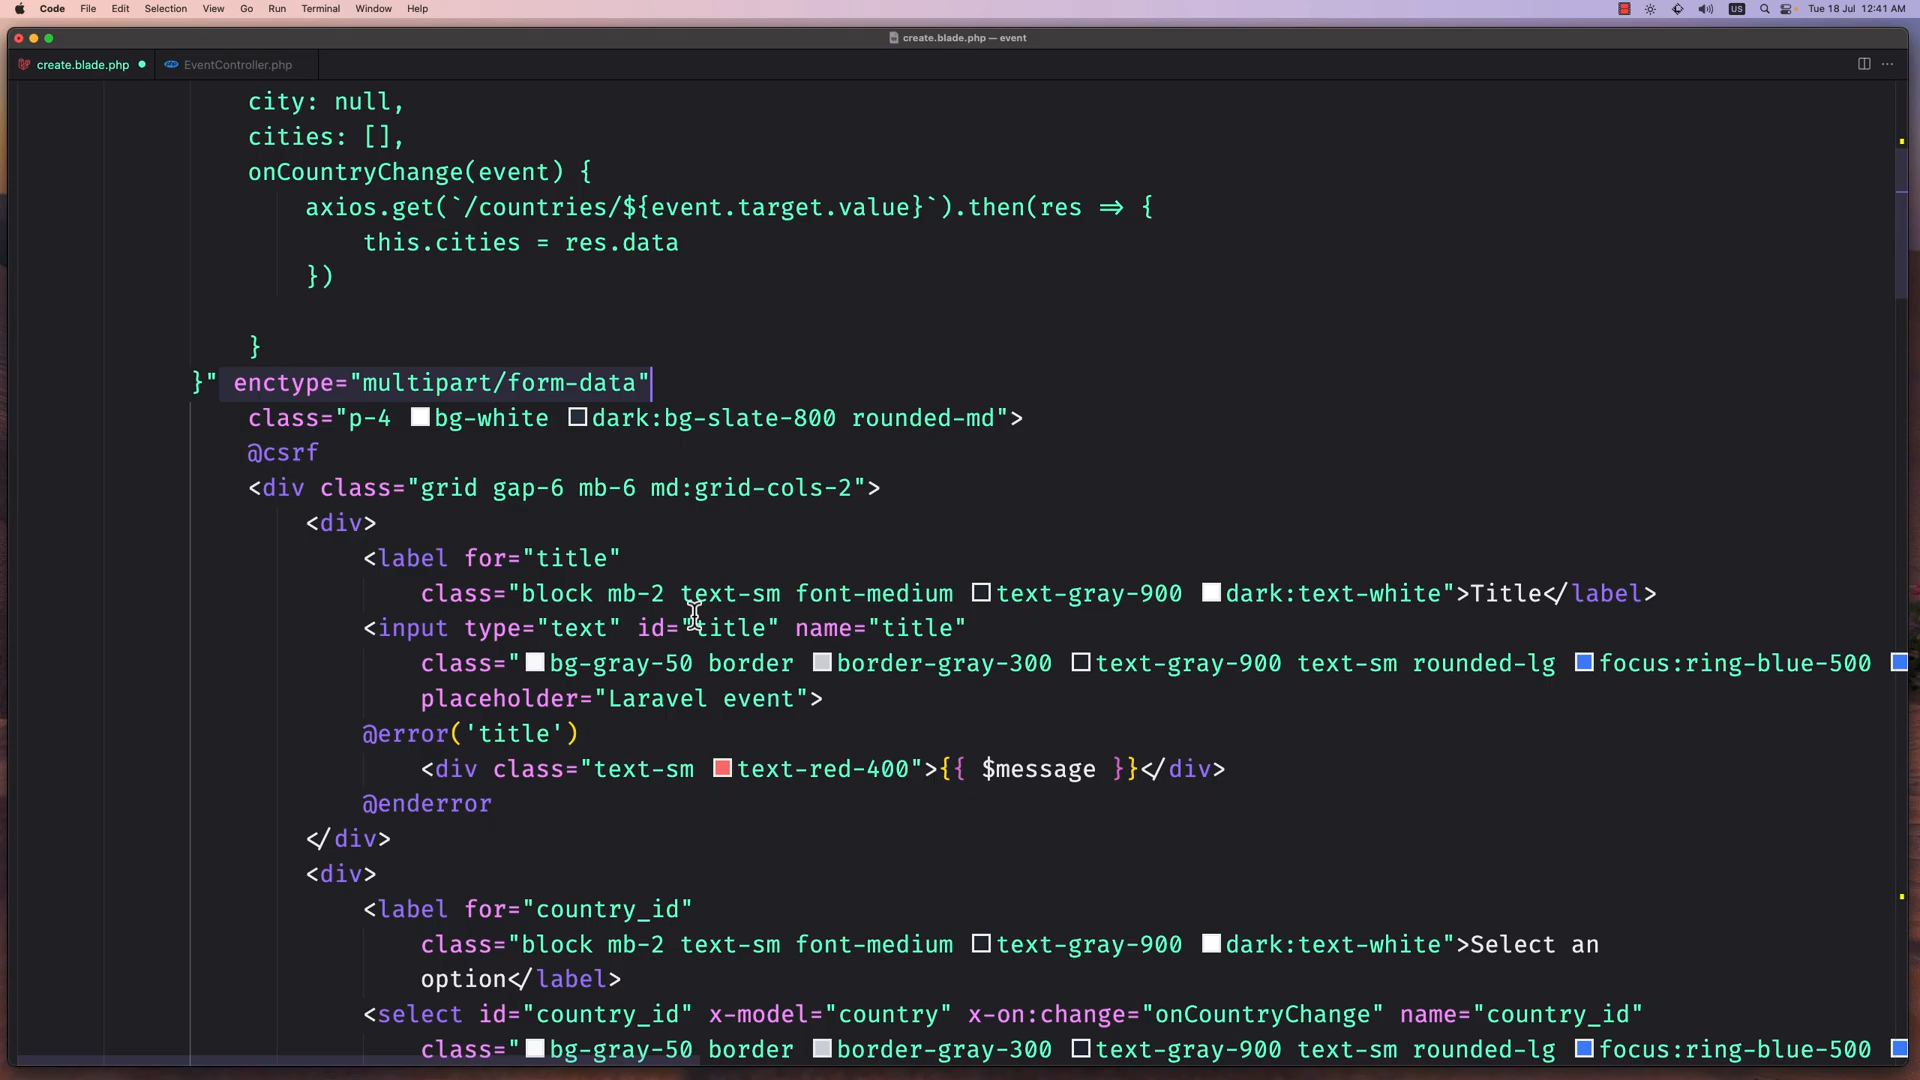 Code File Edit Selection View Go Run Terminal Window Help US Tue 18 Jul 12:41 AM
create.blade.php — event
create.blade.php EventController.php
city: null,
cities: [],
onCountryChange(event) {
axios.get(`/countries/${event.target.value}`).then(res => {
this.cities = res.data
})
}
}" enctype="multipart/form-data"
class="p-4 bg-white dark:bg-slate-800 rounded-md">
@csrf
<div class="grid gap-6 mb-6 md:grid-cols-2">
<div>
<label for="title"
class="block mb-2 text-sm font-medium text-gray-900 dark:text-white">Title</label>
<input type="text" id="title" name="title"
class="bg-gray-50 border border-gray-300 text-gray-900 text-sm rounded-lg focus:ring-blue-500
placeholder="Laravel event">
@error('title')
<div class="text-sm text-red-400">{{ $message }}</div>
@enderror
</div>
<div>
<label for="country_id"
class="block mb-2 text-sm font-medium text-gray-900 dark:text-white">Select an
option</label>
<select id="country_id" x-model="country" x-on:change="onCountryChange" name="country_id"
class="bg-gray-50 border border-gray-300 text-gray-900 text-sm rounded-lg focus:ring-blue-500